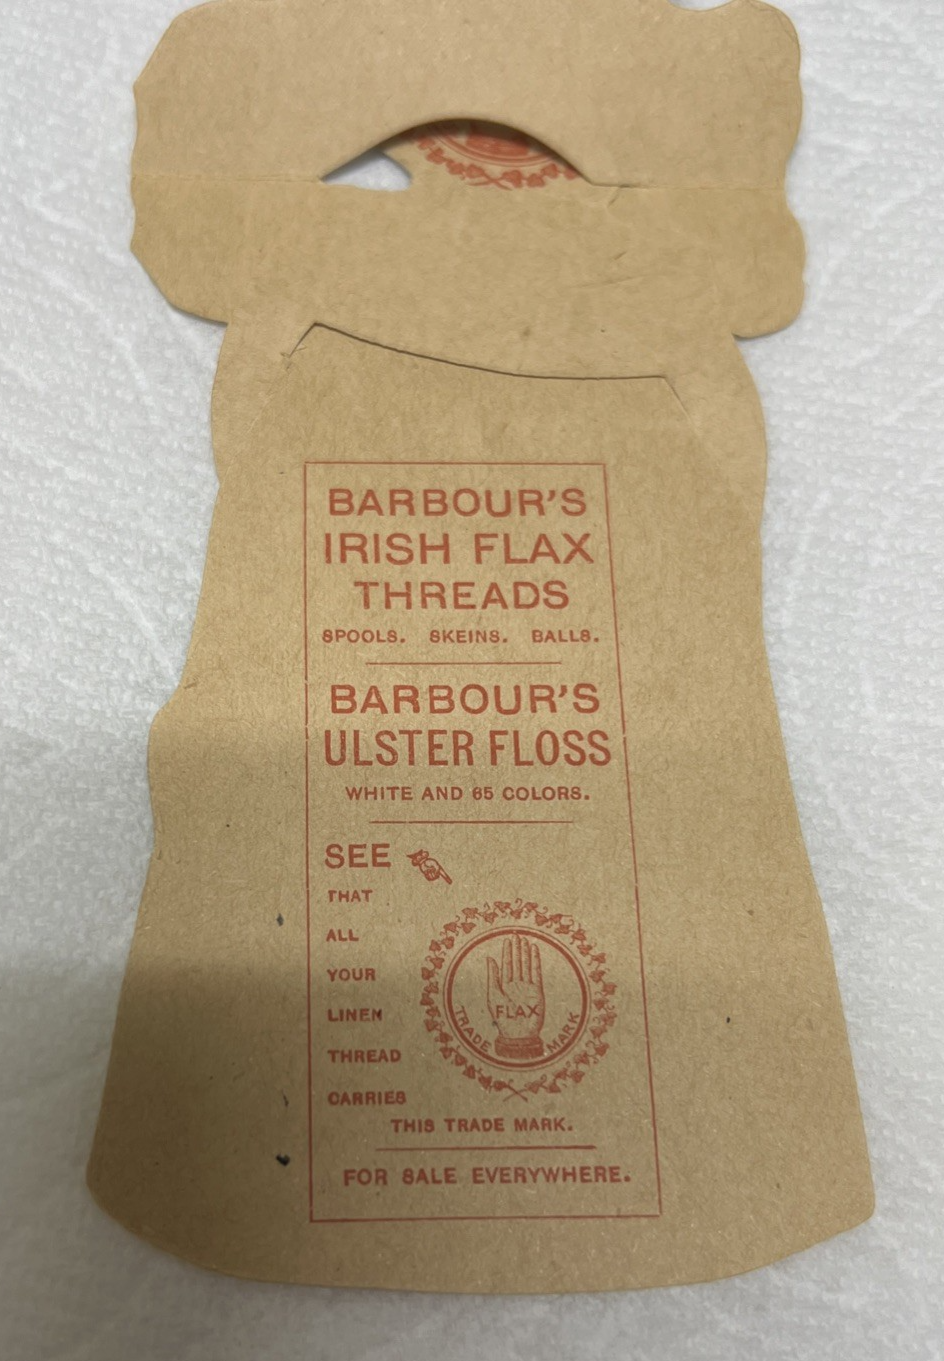 BARBOUR'S
IRISH FLAX
THREADS
SPOOLS. SKEINS. BALLS.
BARBOUR'S
ULSTER FLOSS
WHITE AND 65 COLORS.
SEE
THAT
ALL
YOUR
LINEN
THREAD
CARRIES
FLAX
TRADE MARK
THIS TRADE MARK.
FOR SALE EVERYWHERE.